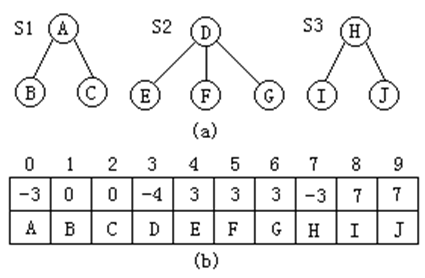 S1 A S2 D S3 H
B C E F G I J
(a)
0 1 2 3 4 5 6 7 8 9
-3 0 0 -4 3 3 3 -3 7 7
A B C D E F G H I J
(b)